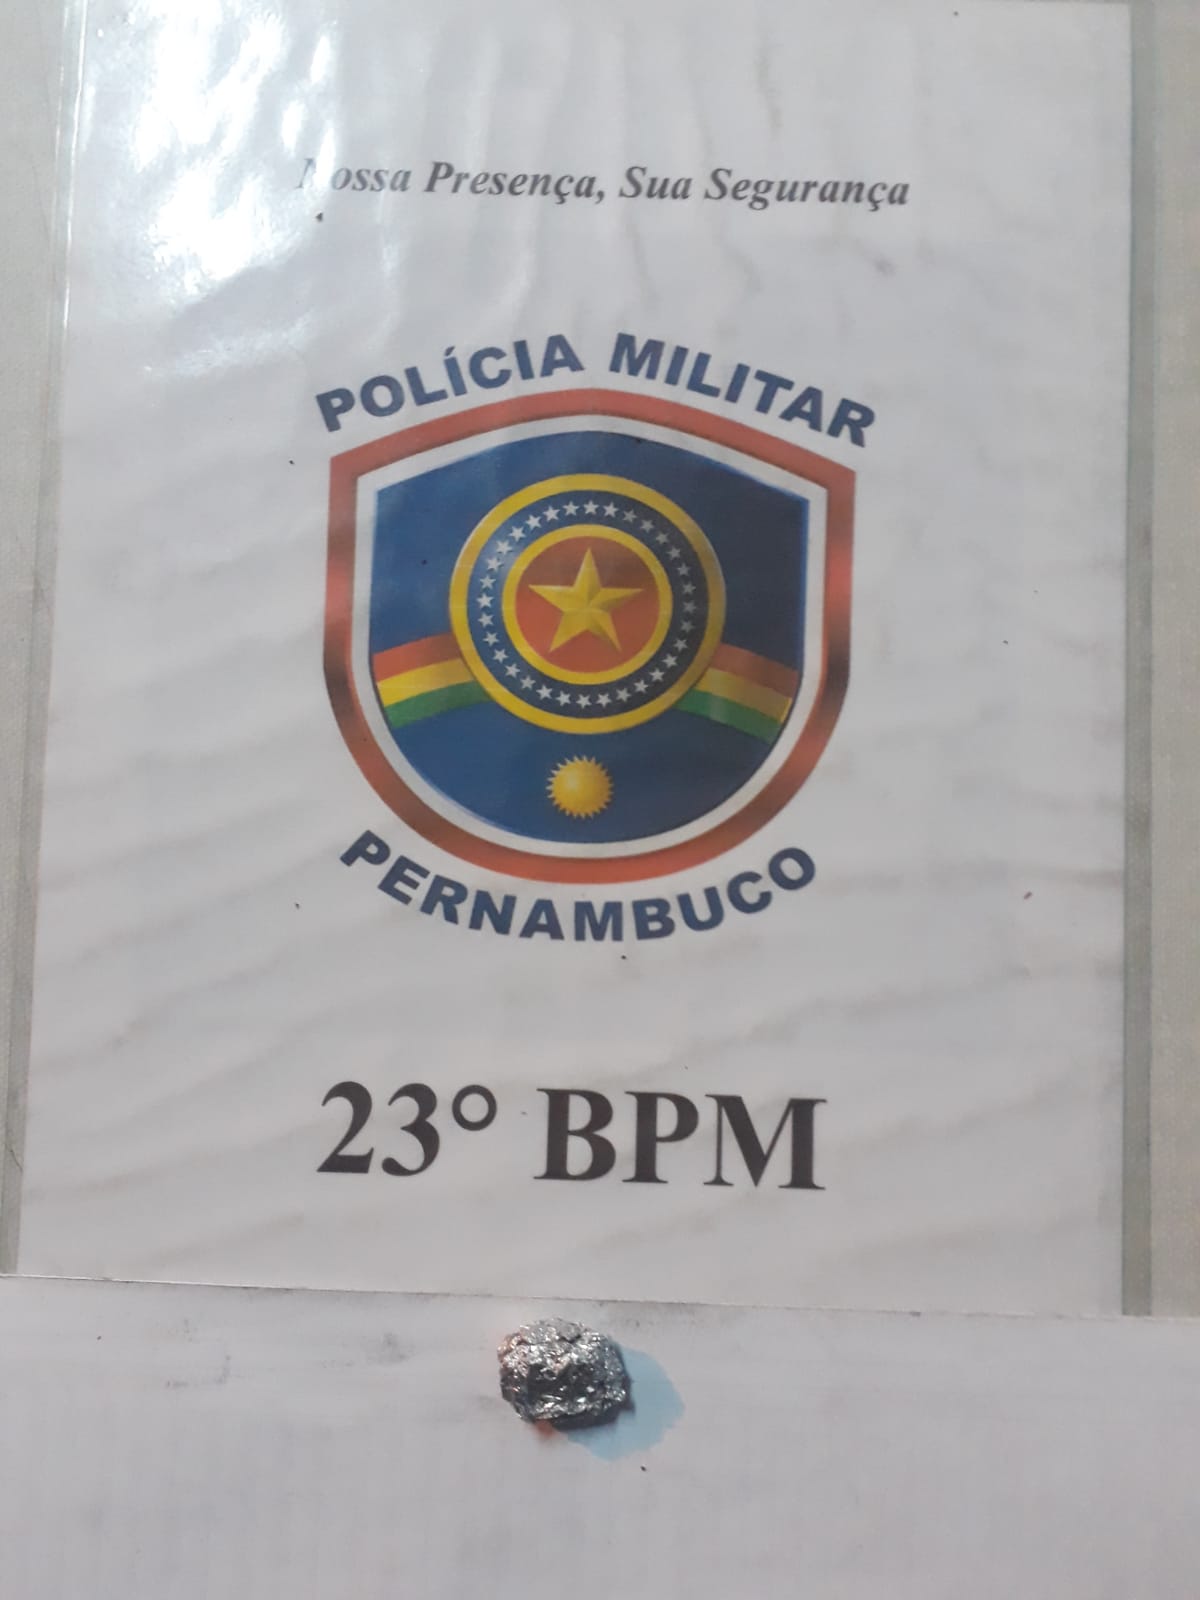 Nossa Presença, Sua Segurança
POLÍCIA MILITAR
PERNAMBUCO
23° BPM